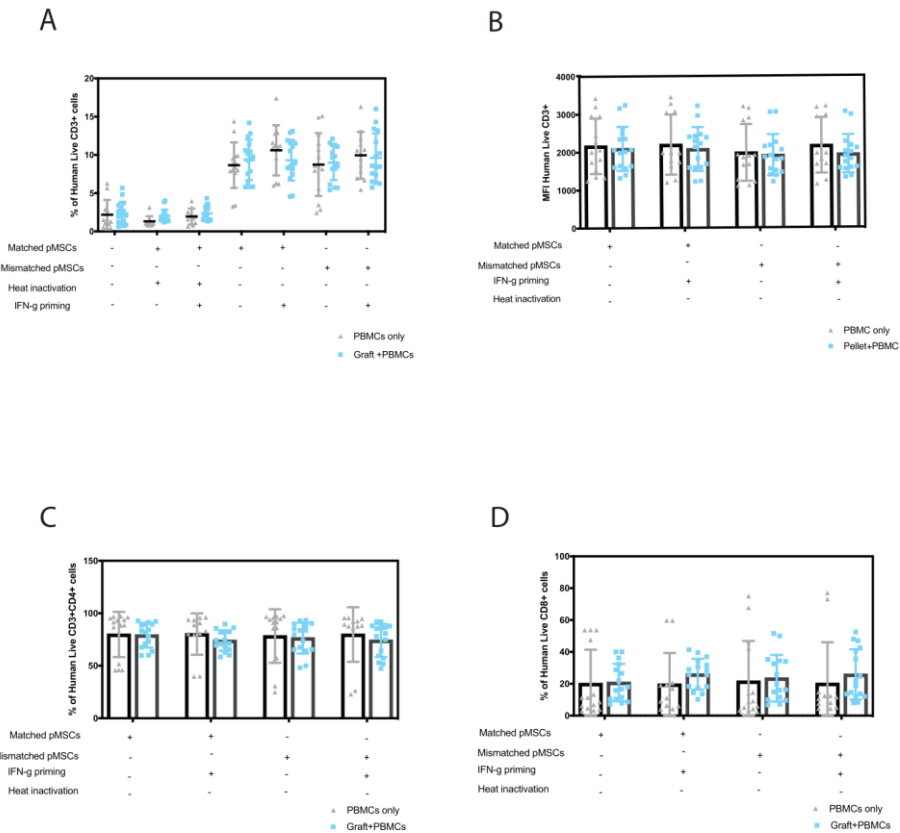 A
% of Human Live CD3+ cells
20
15
10
5
0
Matched pMSCs - + + + + - -
Mismatched pMSCs - - - - - + +
Heat inactivation - + + - - - -
IFN-g priming - - + - + - +
PBMCs only
Graft +PBMCs
B
MFI Human Live CD3+
4000
3000
2000
1000
0
Matched pMSCs + + - -
Mismatched pMSCs - - + +
IFN-g priming - + - +
Heat inactivation - - - -
PBMC only
Pellet+PBMC
C
% of Human Live CD3+CD4+ cells
150
100
50
0
Matched pMSCs + + - -
Mismatched pMSCs - - + +
IFN-g priming - + - +
Heat inactivation - - - -
PBMCs only
Graft+PBMCs
D
% of Human Live CD8+ cells
100
80
60
40
20
0
Matched pMSCs + + - -
Mismatched pMSCs - - + +
IFN-g priming - + - +
Heat inactivation - - - -
PBMCs only
Graft+PBMCs